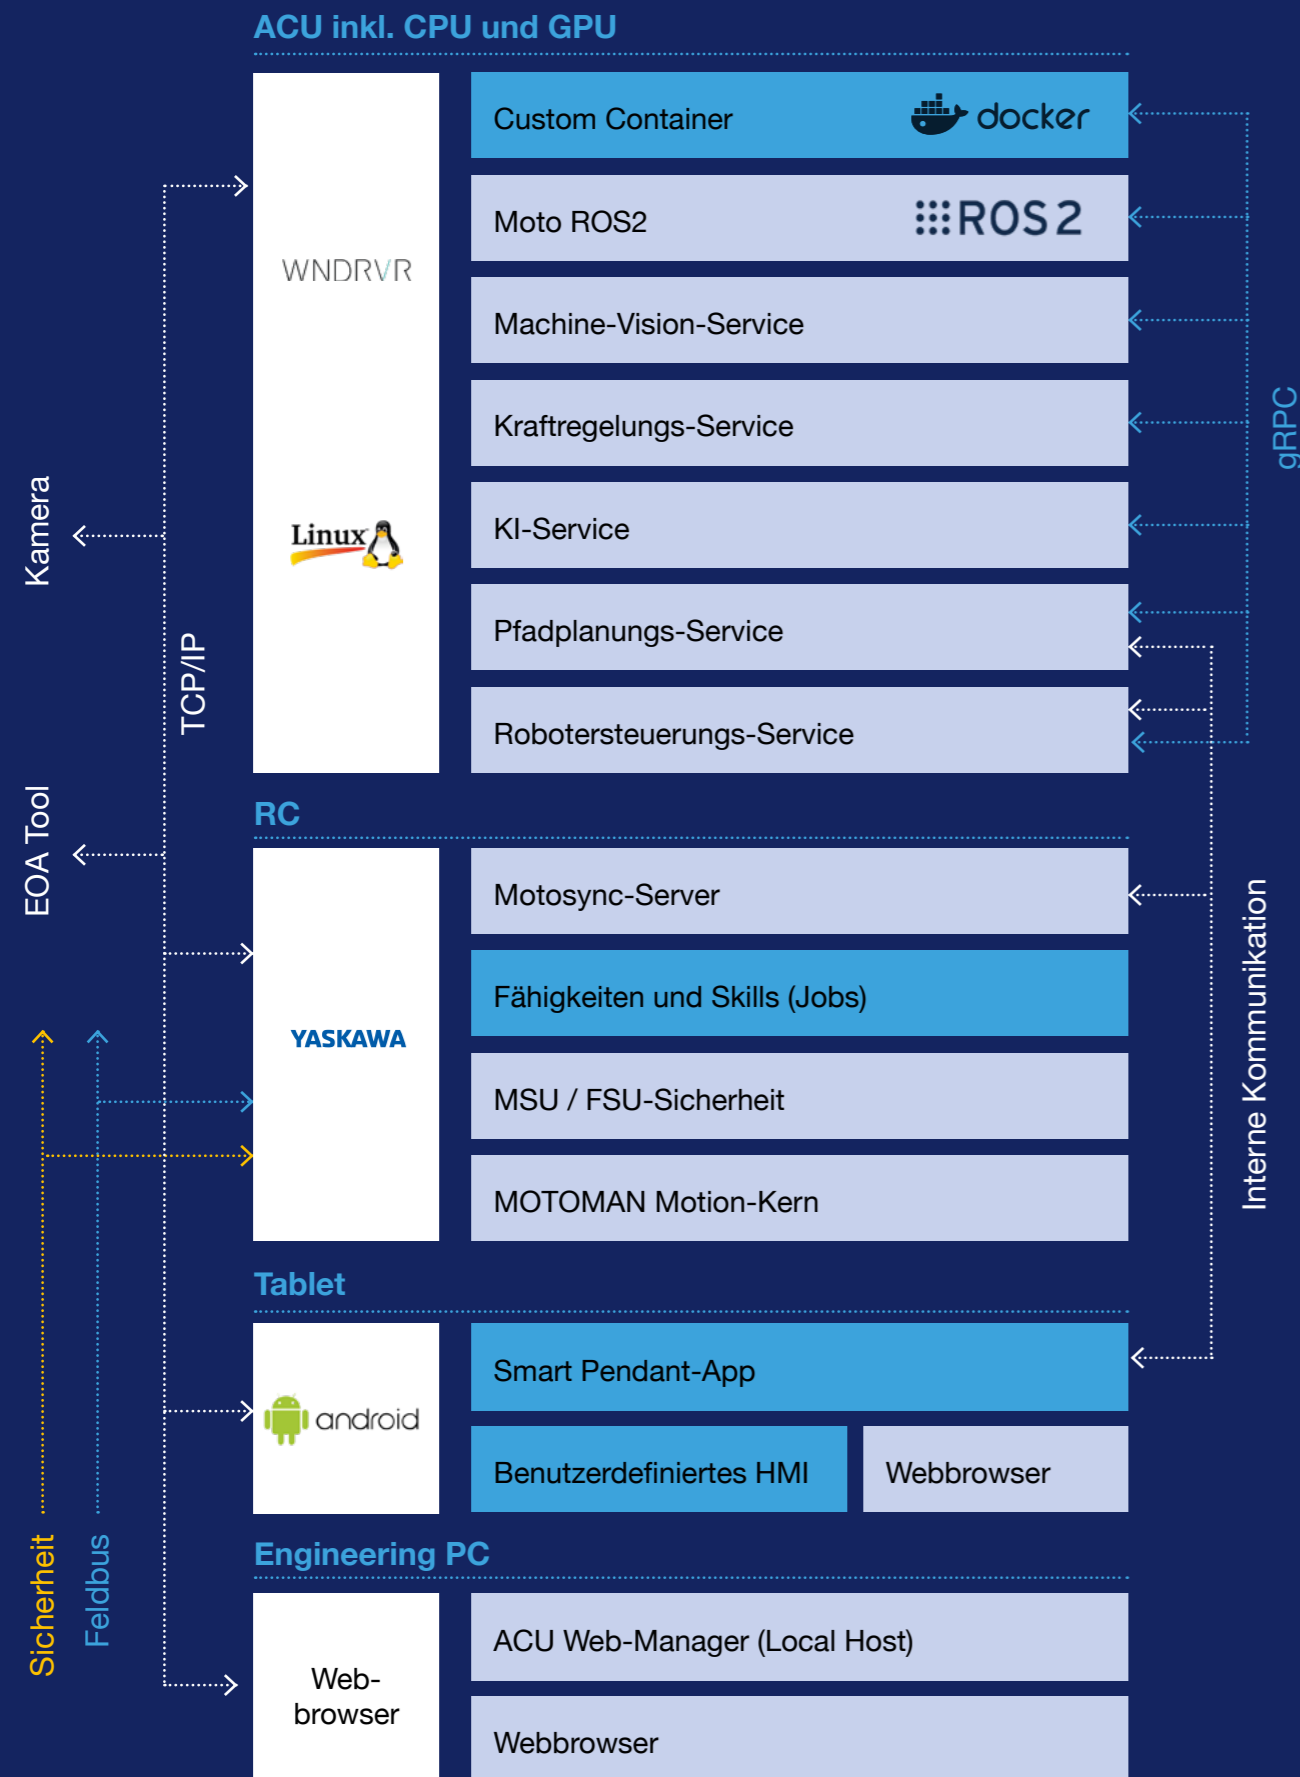 ACU inkl. CPU und GPU
WNDRVR
Linux
Custom Container
docker
Moto ROS2
ROS 2
Machine-Vision-Service
Kraftregelungs-Service
KI-Service
Pfadplanungs-Service
Robotersteuerungs-Service
gRPC
Kamera
TCP/IP
EOA Tool
RC
YASKAWA
Motosync-Server
Fähigkeiten und Skills (Jobs)
MSU / FSU-Sicherheit
MOTOMAN Motion-Kern
Interne Kommunikation
Tablet
android
Smart Pendant-App
Benutzerdefiniertes HMI
Webbrowser
Sicherheit
Feldbus
Engineering PC
Web-
browser
ACU Web-Manager (Local Host)
Webbrowser